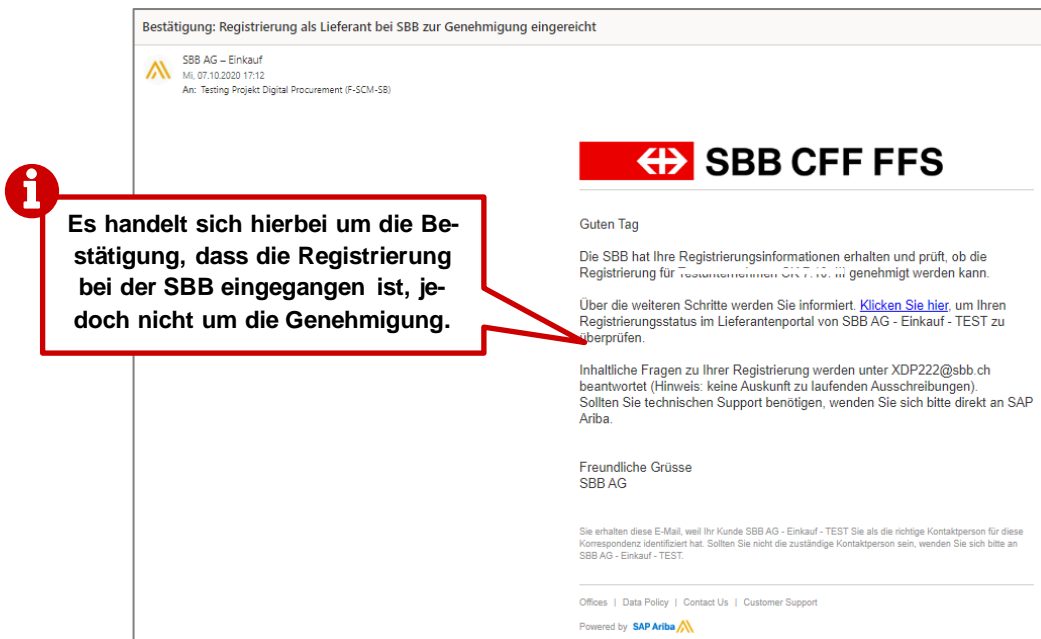 Bestätigung: Registrierung als Lieferant bei SBB zur Genehmigung eingereicht
SBB AG – Einkauf
Mi, 07.10.2020 17:12
An: Testing Projekt Digital Procurement (F-SCM-SB)
SBB CFF FFS
Es handelt sich hierbei um die Be-
stätigung, dass die Registrierung
bei der SBB eingegangen ist, je-
doch nicht um die Genehmigung.
Guten Tag
Die SBB hat Ihre Registrierungsinformationen erhalten und prüft, ob die
Registrierung für genehmigt werden kann.
Über die weiteren Schritte werden Sie informiert. Klicken Sie hier, um Ihren
Registrierungsstatus im Lieferantenportal von SBB AG - Einkauf - TEST zu
überprüfen.
Inhaltliche Fragen zu Ihrer Registrierung werden unter XDP222@sbb.ch
beantwortet (Hinweis: keine Auskunft zu laufenden Ausschreibungen).
Sollten Sie technischen Support benötigen, wenden Sie sich bitte direkt an SAP
Ariba.
Freundliche Grüsse
SBB AG
Sie erhalten diese E-Mail, weil Ihr Kunde SBB AG - Einkauf - TEST Sie als die richtige Kontaktperson für diese
Korrespondenz identifiziert hat. Sollten Sie nicht die zuständige Kontaktperson sein, wenden Sie sich bitte an
SBB AG - Einkauf - TEST.
Offices | Data Policy | Contact Us | Customer Support
Powered by SAP Ariba